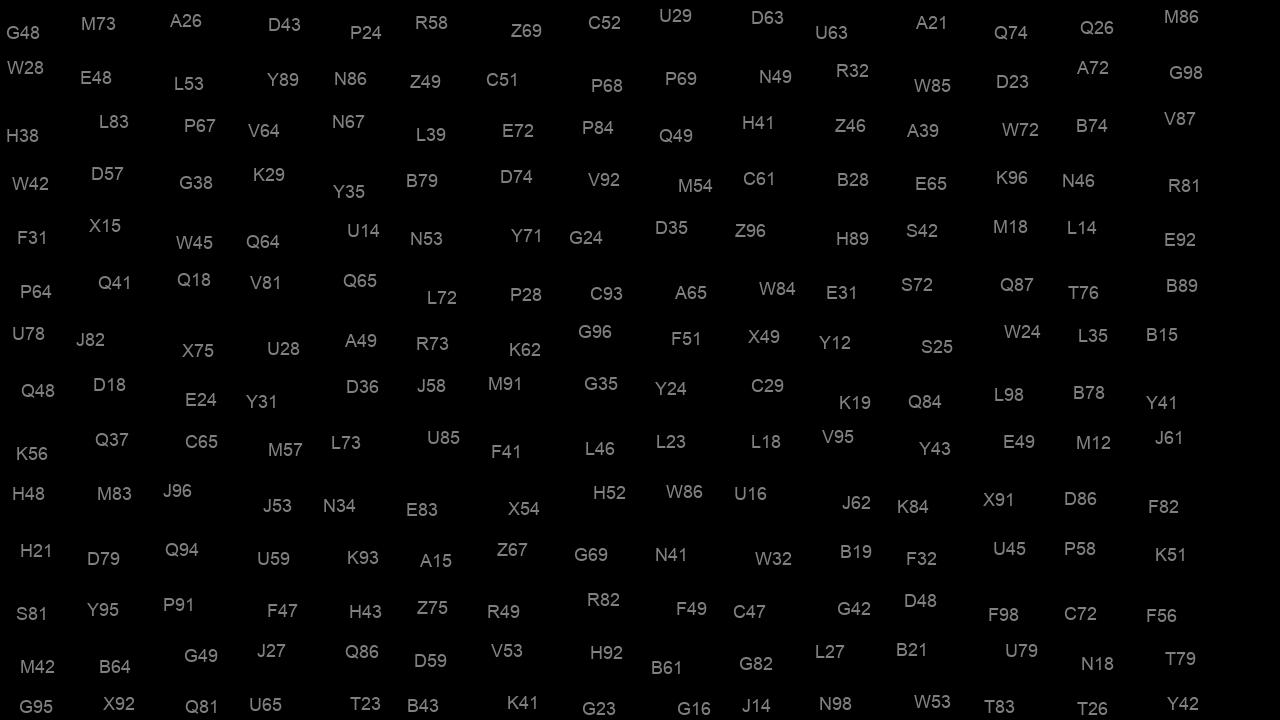 G48 M73 A26 D43 P24 R58 Z69 C52 U29 D63 U63 A21 Q74 Q26 M86
W28 E48 L53 Y89 N86 Z49 C51 P68 P69 N49 R32 W85 D23 A72 G98
H38 L83 P67 V64 N67 L39 E72 P84 Q49 H41 Z46 A39 W72 B74 V87
W42 D57 G38 K29 Y35 B79 D74 V92 M54 C61 B28 E65 K96 N46 R81
F31 X15 W45 Q64 U14 N53 Y71 G24 D35 Z96 H89 S42 M18 L14 E92
P64 Q41 Q18 V81 Q65 L72 P28 C93 A65 W84 E31 S72 Q87 T76 B89
U78 J82 X75 U28 A49 R73 K62 G96 F51 X49 Y12 S25 W24 L35 B15
Q48 D18 E24 Y31 D36 J58 M91 G35 Y24 C29 K19 Q84 L98 B78 Y41
K56 Q37 C65 M57 L73 U85 F41 L46 L23 L18 V95 Y43 E49 M12 J61
H48 M83 J96 J53 N34 E83 X54 H52 W86 U16 J62 K84 X91 D86 F82
H21 D79 Q94 U59 K93 A15 Z67 G69 N41 W32 B19 F32 U45 P58 K51
S81 Y95 P91 F47 H43 Z75 R49 R82 F49 C47 G42 D48 F98 C72 F56
M42 B64 G49 J27 Q86 D59 V53 H92 B61 G82 L27 B21 U79 N18 T79
G95 X92 Q81 U65 T23 B43 K41 G23 G16 J14 N98 W53 T83 T26 Y42